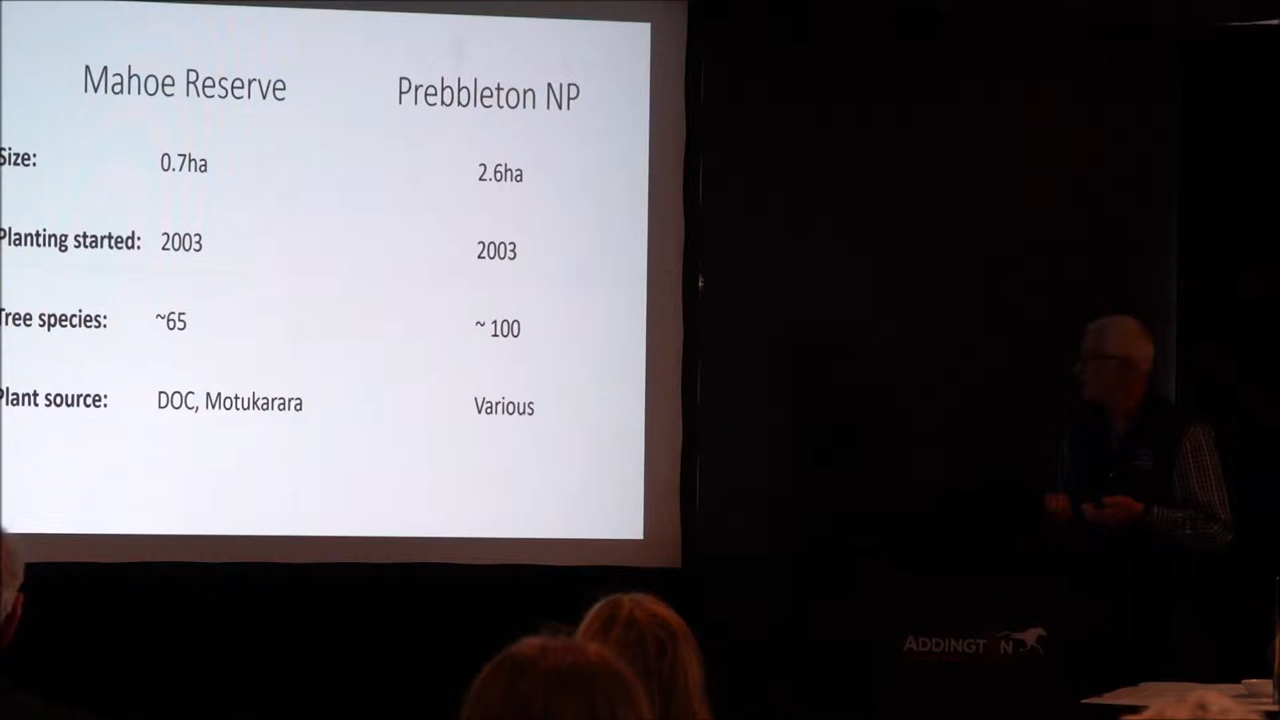 Mahoe Reserve Prebbleton NP
Size: 0.7ha 2.6ha
Planting started: 2003 2003
Tree species: ~65 ~ 100
Plant source: DOC, Motukarara Various
ADDINGT N